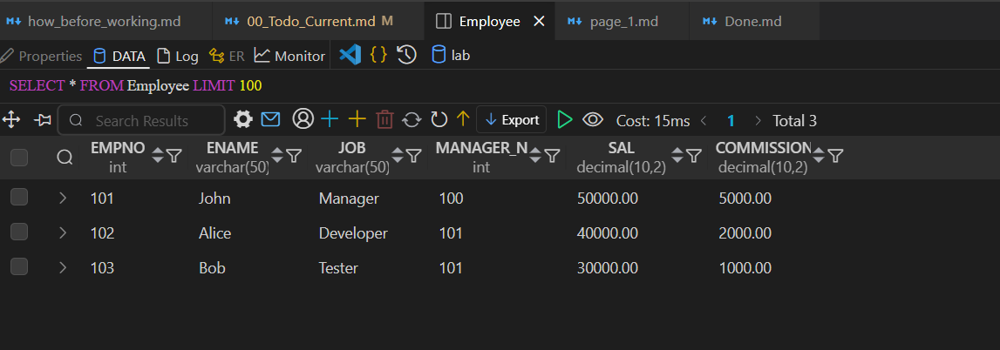 how_before_working.md 00_Todo_Current.md M Employee page_1.md Done.md
Properties DATA Log ER Monitor {} lab
SELECT * FROM Employee LIMIT 100
Search Results Export Cost: 15ms < 1 > Total 3
EMPNO ENAME JOB MANAGER_N SAL COMMISSION
int varchar(50) varchar(50) int decimal(10,2) decimal(10,2)
101 John Manager 100 50000.00 5000.00
102 Alice Developer 101 40000.00 2000.00
103 Bob Tester 101 30000.00 1000.00